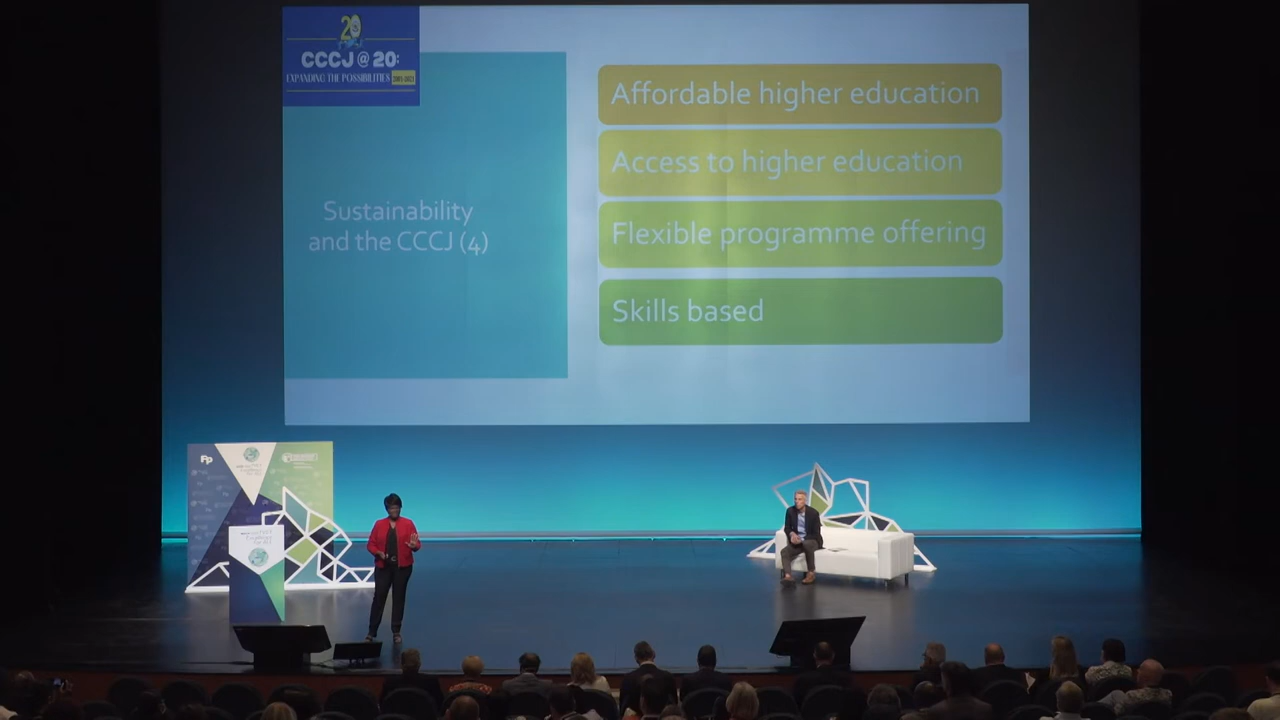 20
CCCJ @ 20:
EXPANDING THE POSSIBILITIES
Sustainability
and the CCCJ (4)
Affordable higher education
Access to higher education
Flexible programme offering
Skills based